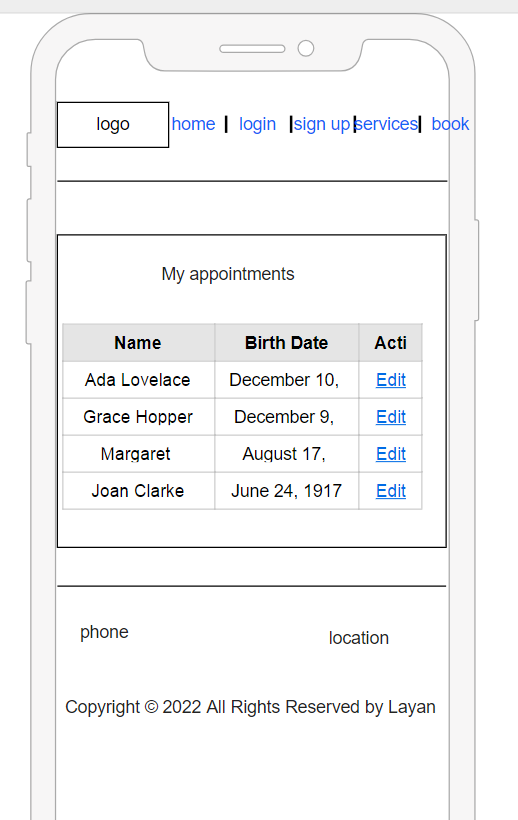 logo home | login | sign up | services | book
My appointments
Name Birth Date Acti
Ada Lovelace December 10, Edit
Grace Hopper December 9, Edit
Margaret August 17, Edit
Joan Clarke June 24, 1917 Edit
phone location
Copyright © 2022 All Rights Reserved by Layan